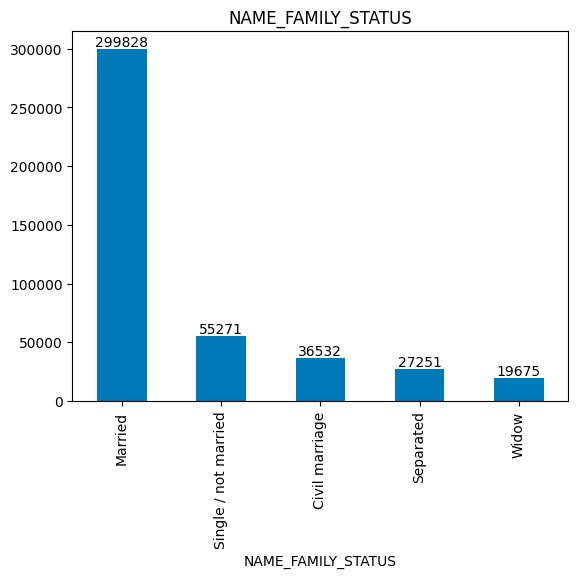 NAME_FAMILY_STATUS
299828
300000
250000
200000
150000
100000
50000
0
55271
36532
27251
19675
Married
Single / not married
Civil marriage
Separated
Widow
NAME_FAMILY_STATUS